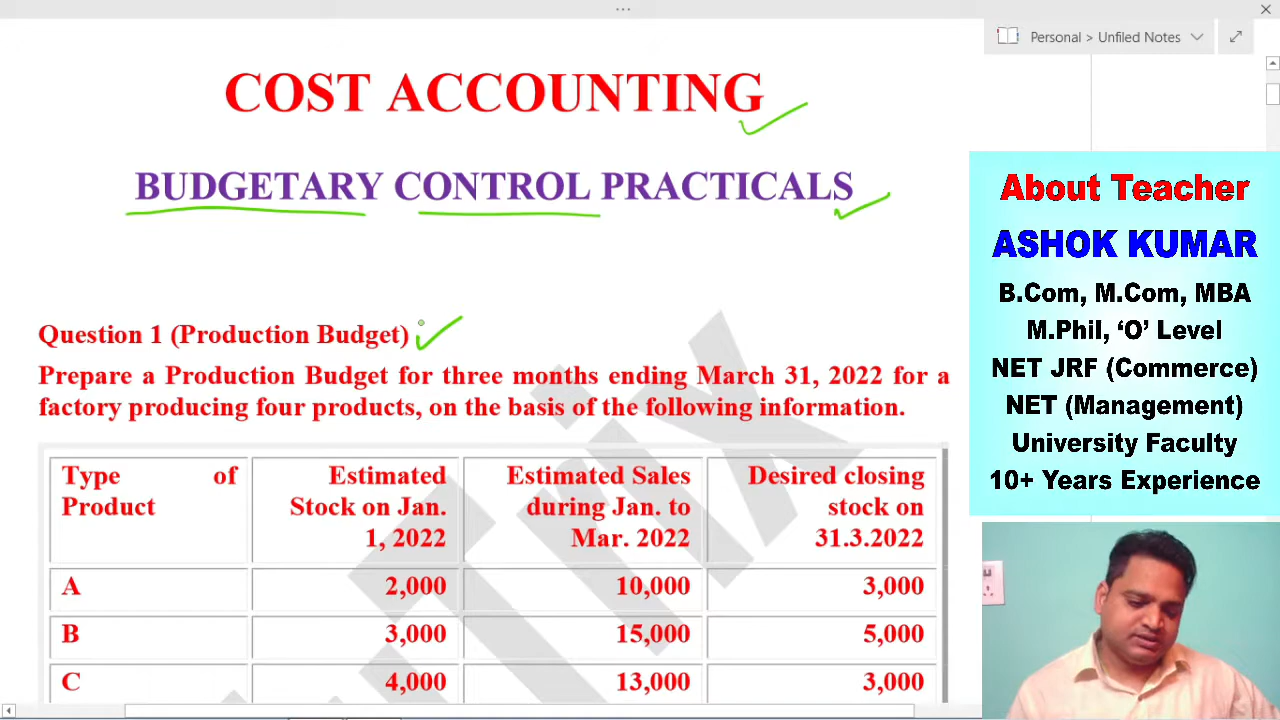 Personal > Unfiled Notes
COST ACCOUNTING
BUDGETARY CONTROL PRACTICALS
Question 1 (Production Budget)
Prepare a Production Budget for three months ending March 31, 2022 for a
factory producing four products, on the basis of the following information.
Type of Product Estimated Stock on Jan. 1, 2022 Estimated Sales during Jan. to Mar. 2022 Desired closing stock on 31.3.2022
A 2,000 10,000 3,000
B 3,000 15,000 5,000
C 4,000 13,000 3,000
About Teacher
ASHOK KUMAR
B.Com, M.Com, MBA
M.Phil, ‘O’ Level
NET JRF (Commerce)
NET (Management)
University Faculty
10+ Years Experience